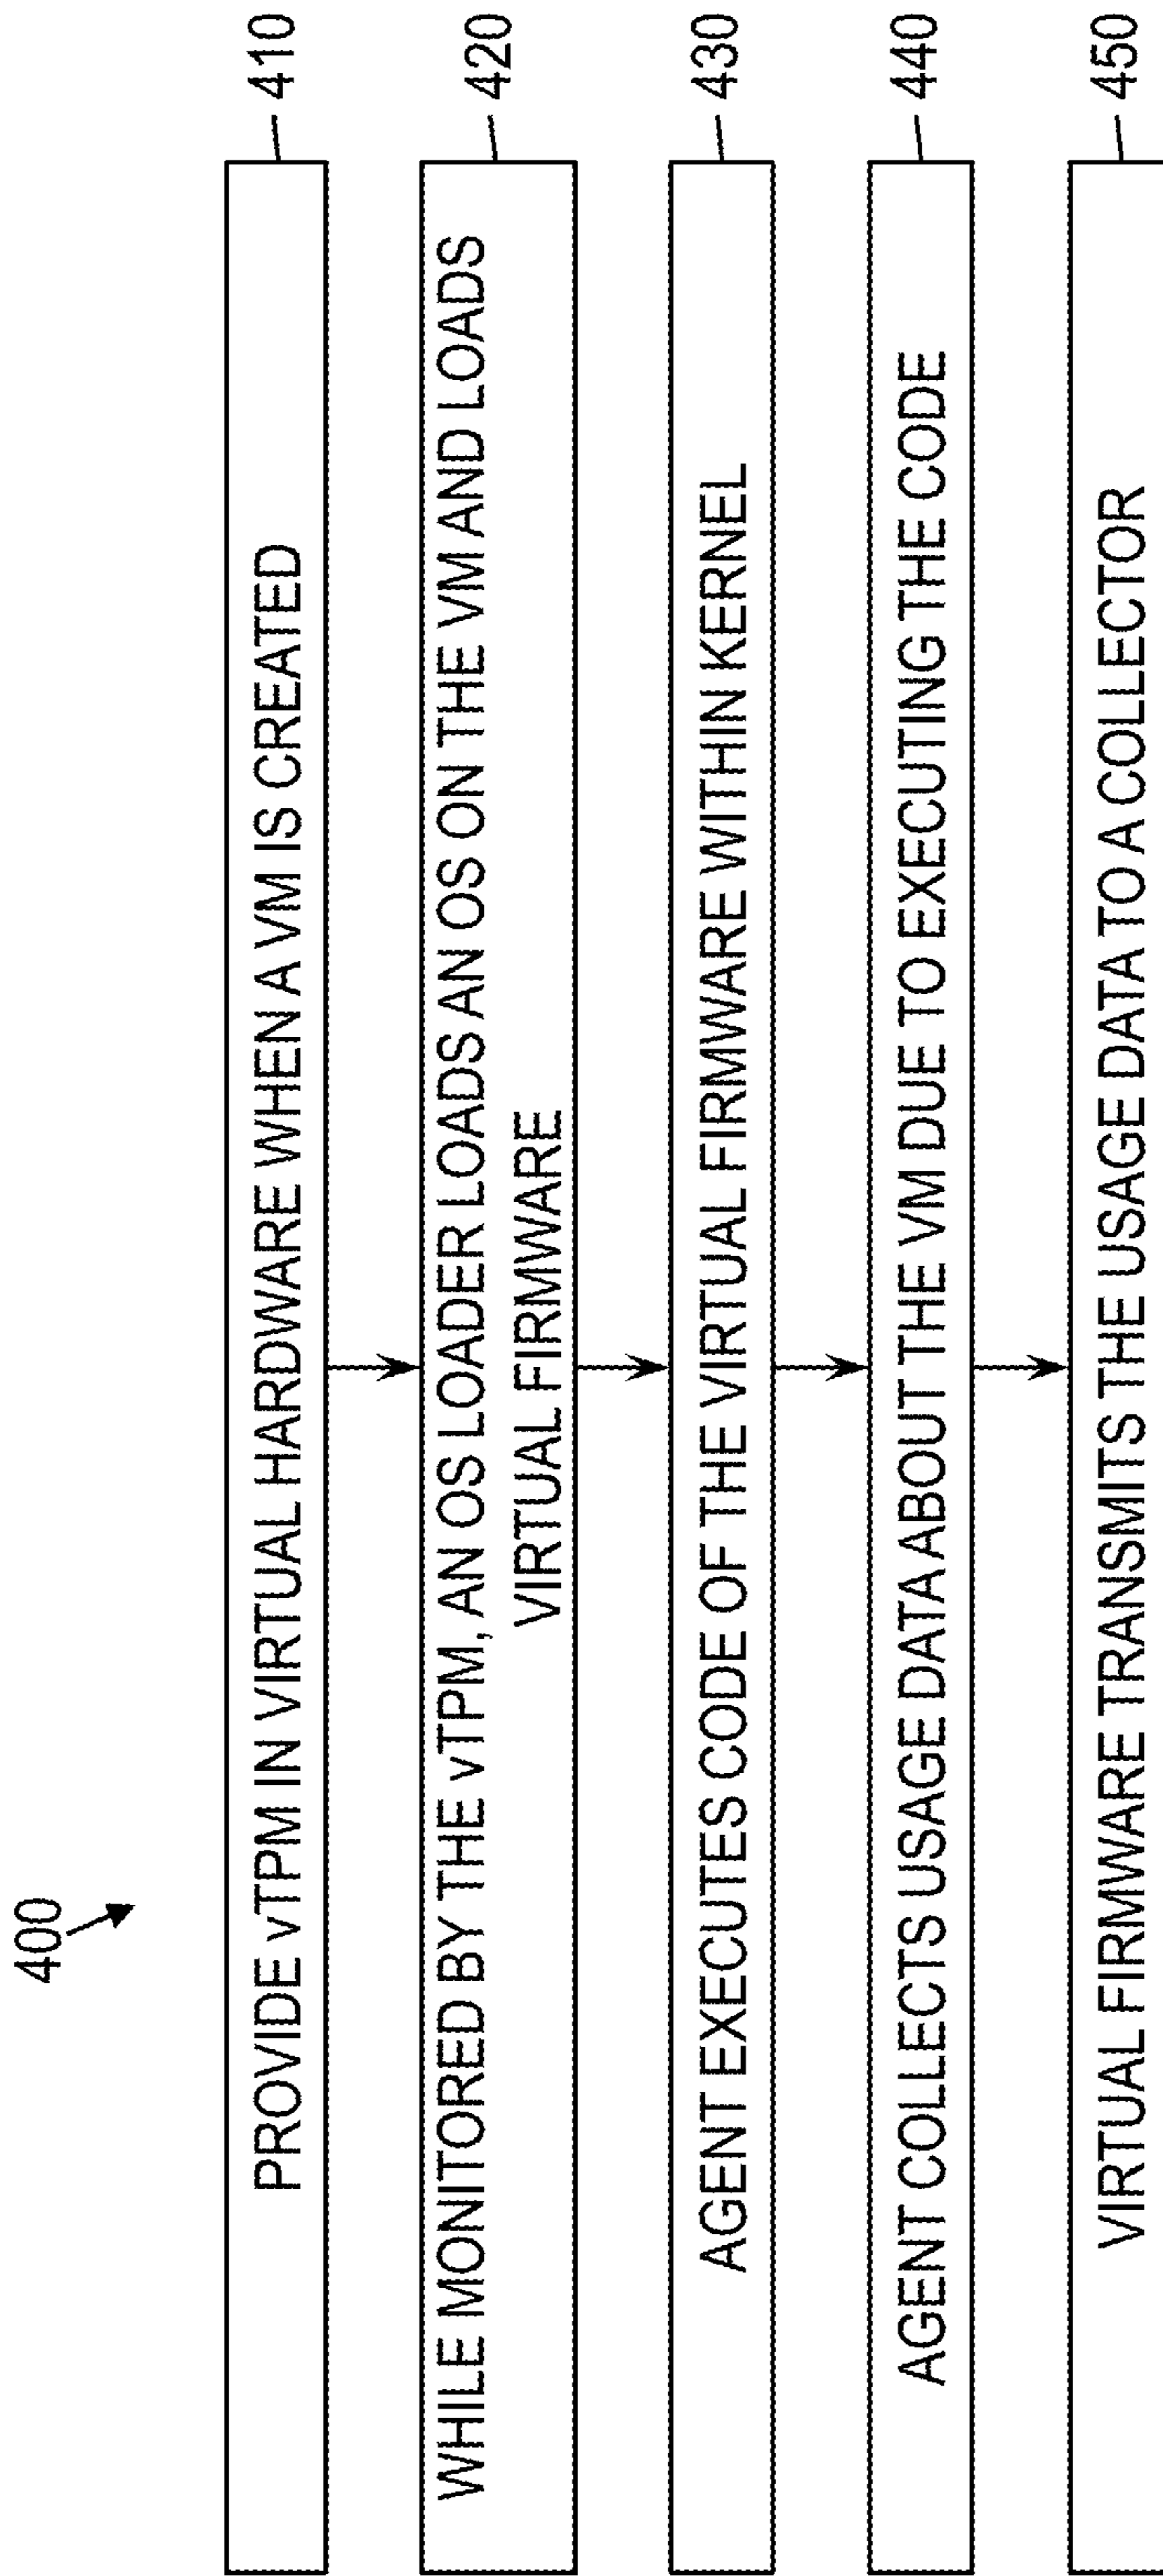 400
PROVIDE vTPM IN VIRTUAL HARDWARE WHEN A VM IS CREATED
410
WHILE MONITORED BY THE vTPM, AN OS LOADER LOADS AN OS ON THE VM AND LOADS
VIRTUAL FIRMWARE
420
AGENT EXECUTES CODE OF THE VIRTUAL FIRMWARE WITHIN KERNEL
430
AGENT COLLECTS USAGE DATA ABOUT THE VM DUE TO EXECUTING THE CODE
440
VIRTUAL FIRMWARE TRANSMITS THE USAGE DATA TO A COLLECTOR
450